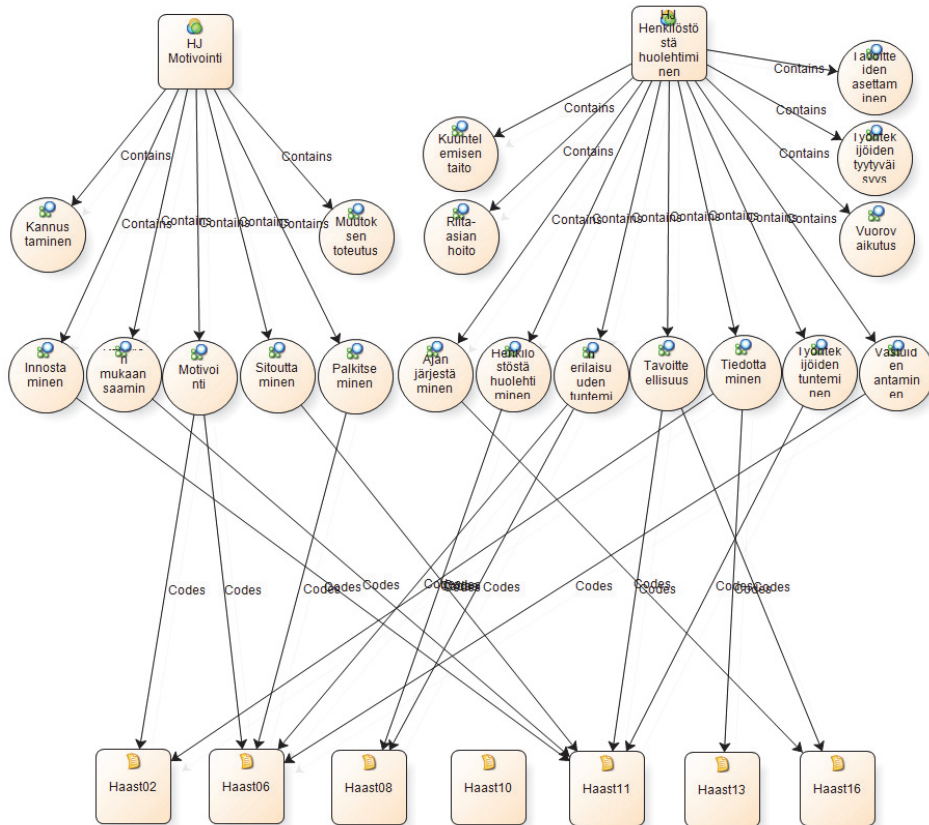 HJ
Motivointi
HJ
Henkilöstö
stä
huolehtimi
nen
Tavoitte
iden
asettam
inen
Contains
Contains
Kuuntel
emisen
taito
Contains
Contains
Työntek
ijöiden
tyytyväi
syys
Contains
Contains
Contains
Contains
Kannus
taminen
Muutok
sen
toteutus
Riita-
asian
hoito
Vuorov
aikutus
Contains
Contains
Contains
Contains
Contains
Contains
Contains
Contains
Contains
Contains
Innosta
minen
n
mukaan
saamin
Motivoi
nti
Sitoutta
minen
Palkitse
minen
Ajan
järjestä
minen
Henkilö
stöstä
huolehti
minen
n
erilaisu
uden
tuntemi
Tavoitte
ellisuus
Tiedotta
minen
Työntek
ijöiden
tuntemi
nen
Vastuid
en
antamin
en
Codes
Codes
Codes
Codes
Codes
Codes
Codes
Codes
Codes
Codes
Codes
Codes
Codes
Codes
Haast02
Haast06
Haast08
Haast10
Haast11
Haast13
Haast16